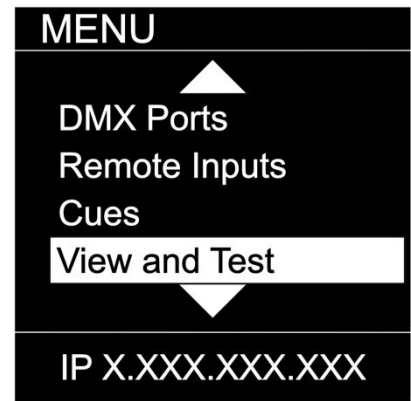 MENU
DMX Ports
Remote Inputs
Cues
View and Test
IP X.XXX.XXX.XXX